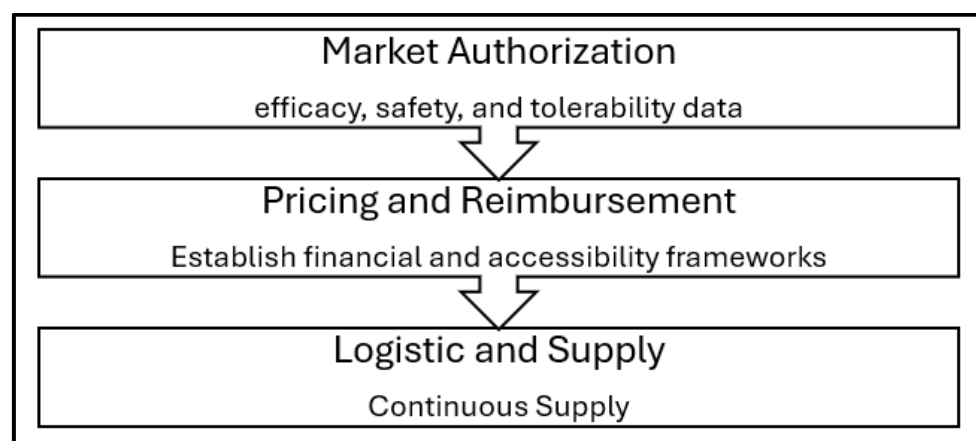 Market Authorization
efficacy, safety, and tolerability data
Pricing and Reimbursement
Establish financial and accessibility frameworks
Logistic and Supply
Continuous Supply